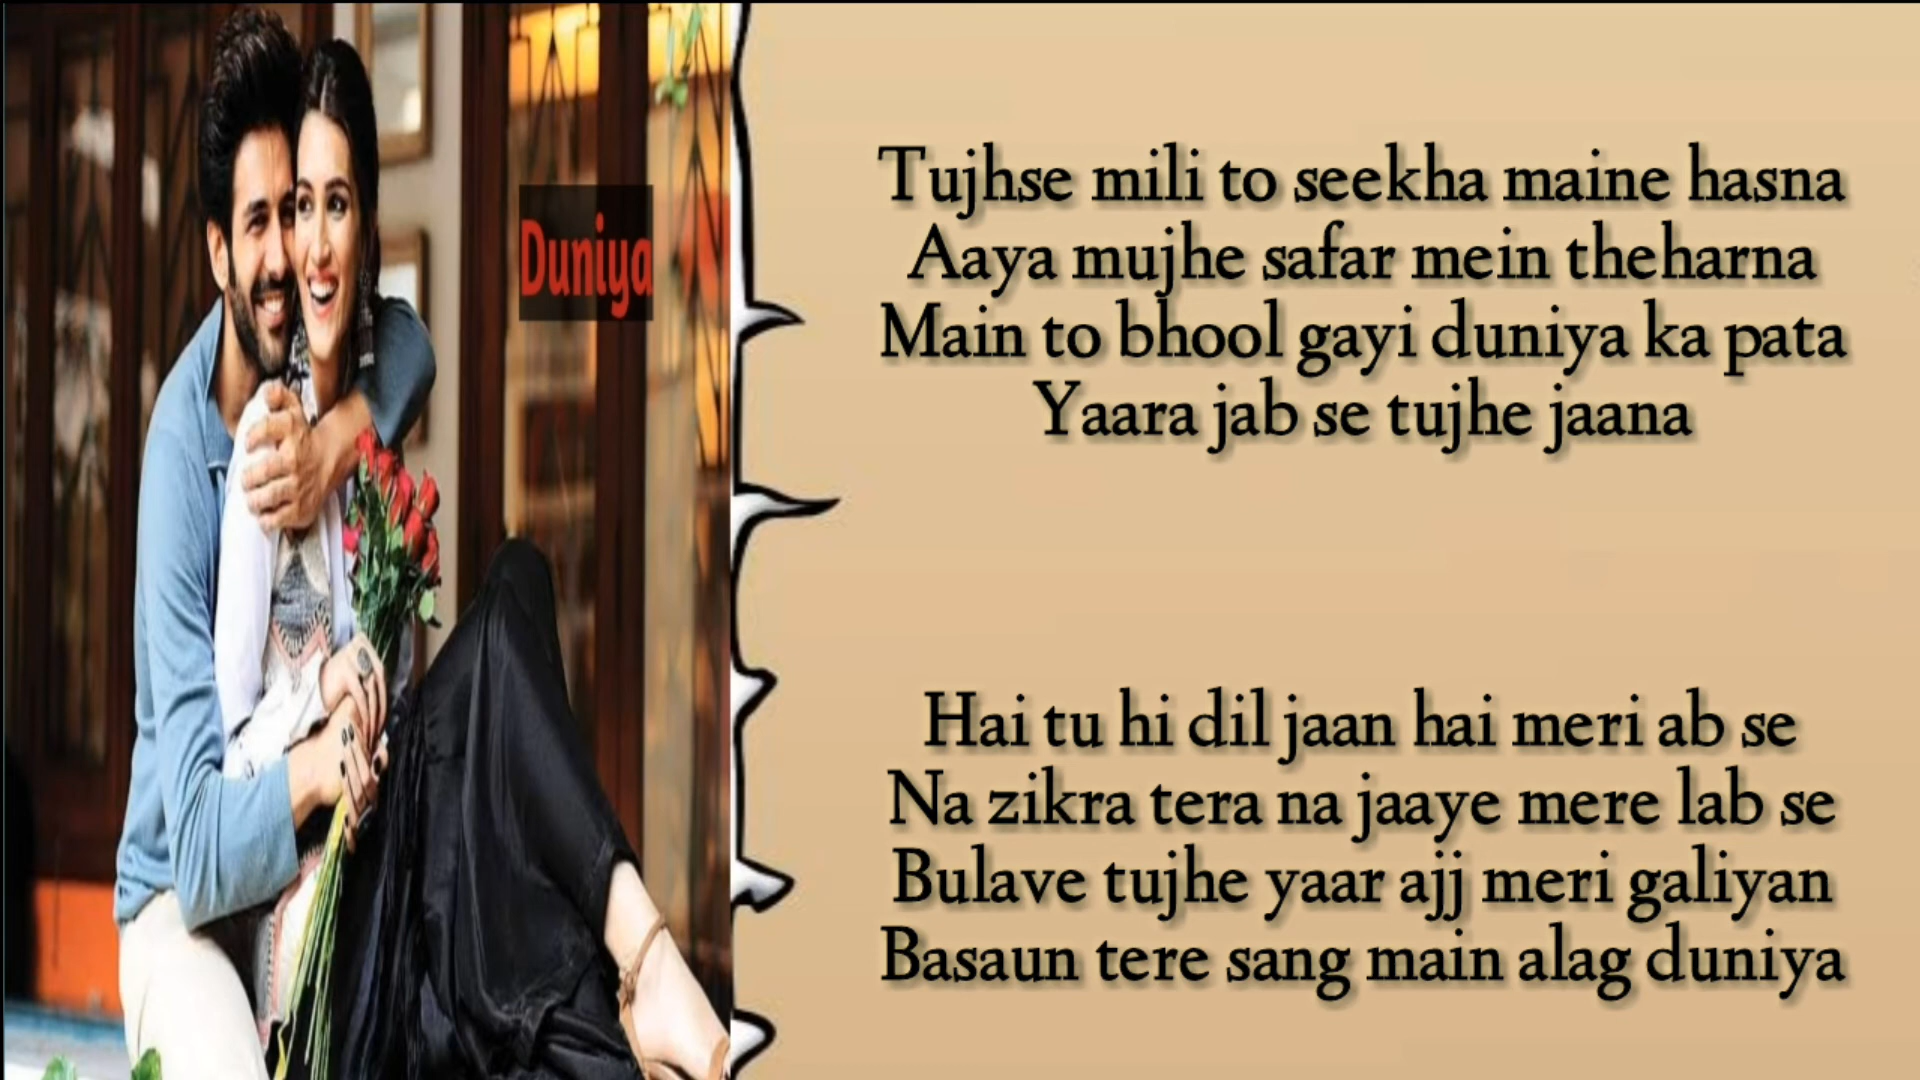 Duniya
Tujhse mili to seekha maine hasna
Aaya mujhe safar mein theharna
Main to bhool gayi duniya ka pata
Yaara jab se tujhe jaana
Hai tu hi dil jaan hai meri ab se
Na zikra tera na jaaye mere lab se
Bulave tujhe yaar ajj meri galiyan
Basaun tere sang main alag duniya